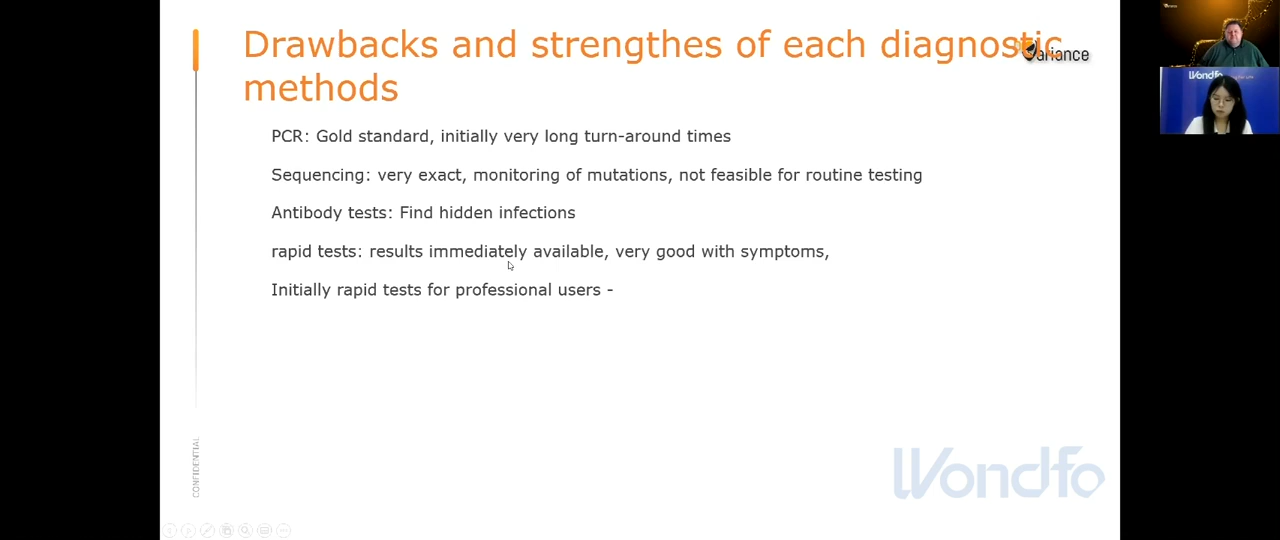 Drawbacks and strengthes of each diagnostic
methods
ariance
PCR: Gold standard, initially very long turn-around times
Sequencing: very exact, monitoring of mutations, not feasible for routine testing
Antibody tests: Find hidden infections
rapid tests: results immediately available, very good with symptoms,
Initially rapid tests for professional users -
CONFIDENTIAL
Wondfo
Wondfo